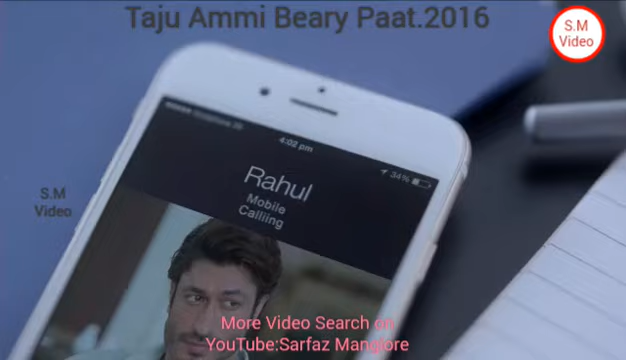 Taju Ammi Beary Paat.2016
S.M
Video
4:02 pm
34%
Rahul
Mobile
Calliing
S.M
Video
More Video Search on
YouTube:Sarfaz Manglore